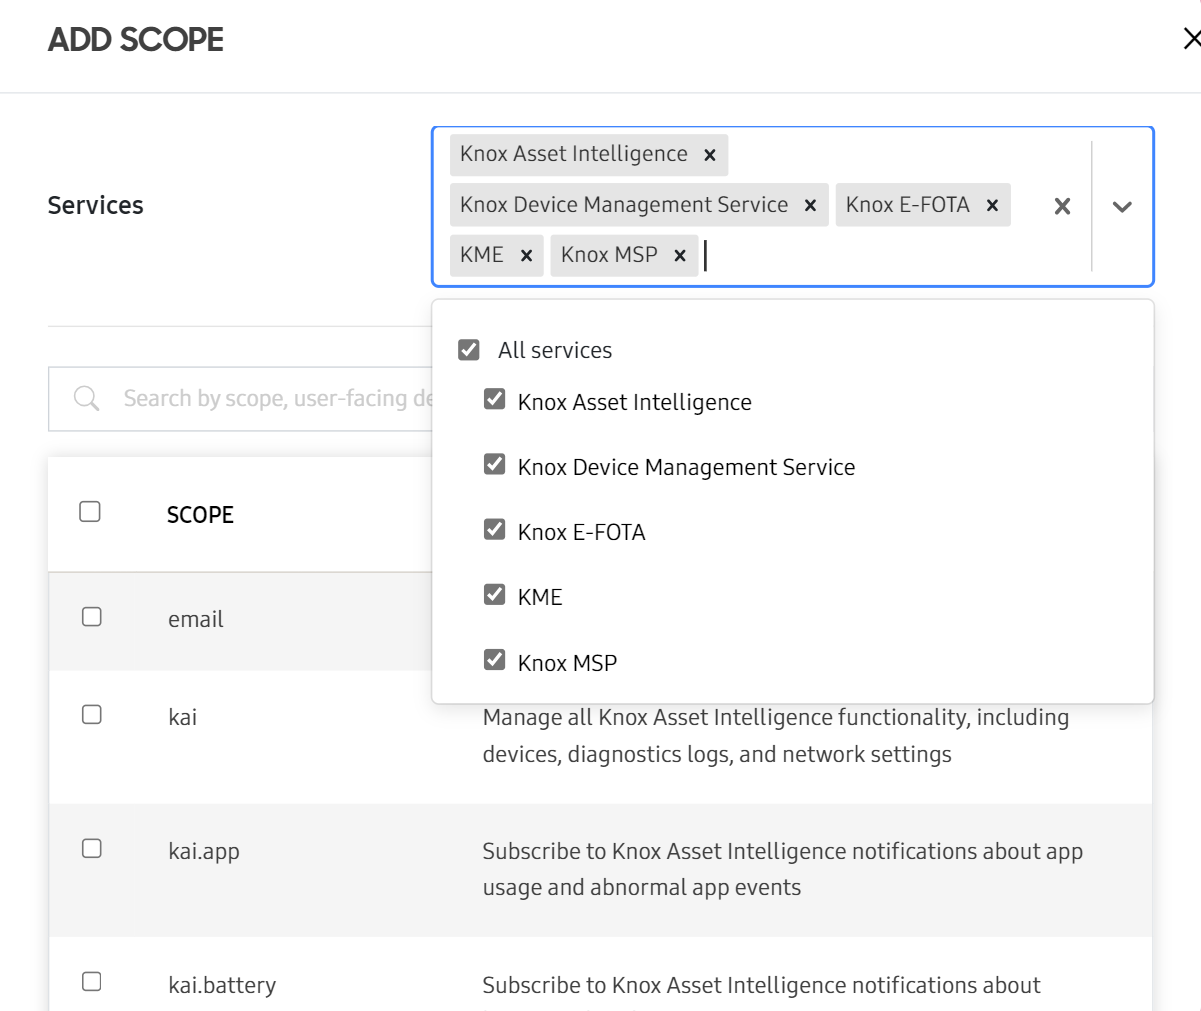 ADD SCOPE
Services
Knox Asset Intelligence
Knox Device Management Service
Knox E-FOTA
KME
Knox MSP
All services
Knox Asset Intelligence
Knox Device Management Service
Knox E-FOTA
KME
Knox MSP
Search by scope, user-facing de
SCOPE
email
kai
Manage all Knox Asset Intelligence functionality, including
devices, diagnostics logs, and network settings
kai.app
Subscribe to Knox Asset Intelligence notifications about app
usage and abnormal app events
kai.battery
Subscribe to Knox Asset Intelligence notifications about